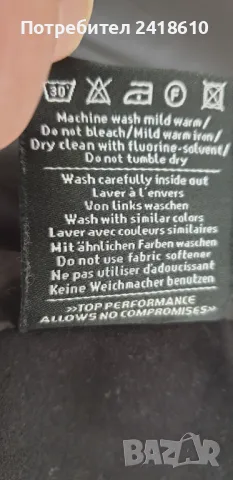 Потребител 2418610
30°
F
Machine wash mild warm/
Do not bleach/Mild warm iron/
Dry clean with fluorine-solvent/
Do not tumble dry
Wash carefully inside out
Laver à l'envers
Von links waschen
Wash with similar colors
Laver avec couleurs similaires
Mit ähnlichen Farben waschen
Do not use fabric softener
Ne pas utiliser d'adoucissant
Keine Weichmacher benutzen
»TOP PERFORMANCE
ALLOWS NO COMPROMISES«
bazar.bg